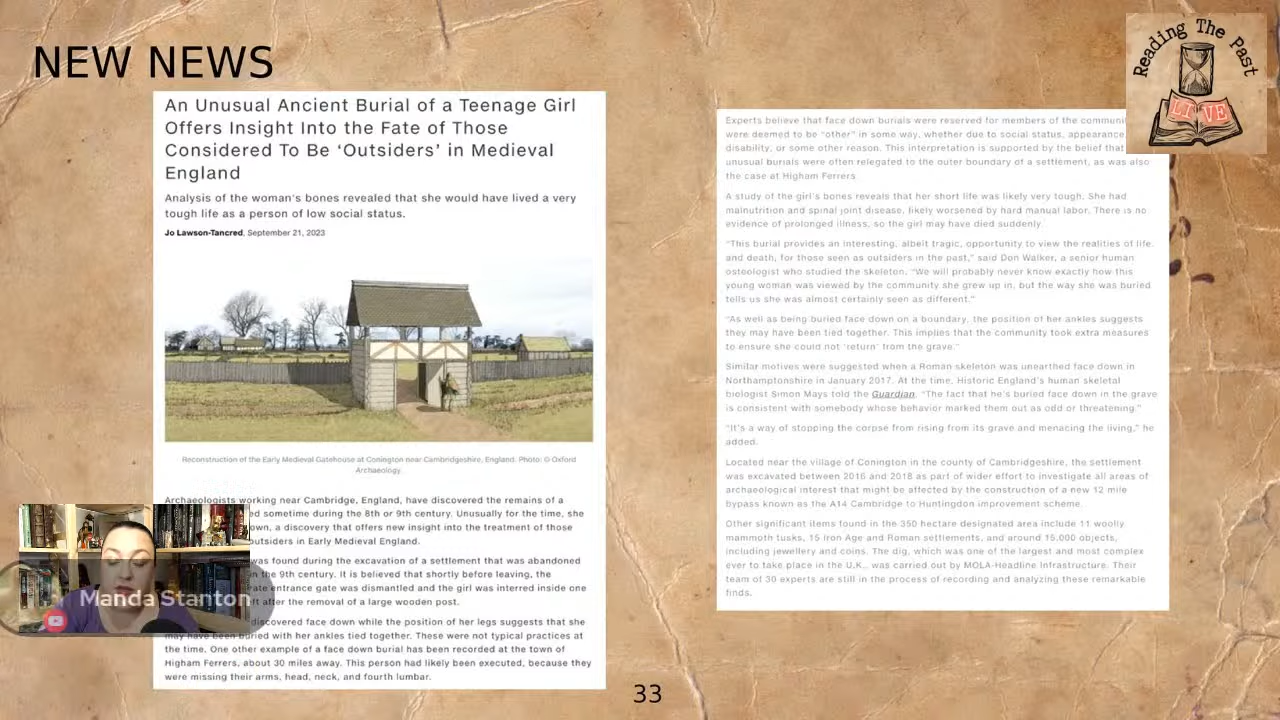 NEW NEWS
Reading The Past
LIVE
An Unusual Ancient Burial of a Teenage Girl
Offers Insight Into the Fate of Those
Considered To Be ‘Outsiders’ in Medieval
England
Analysis of the woman's bones revealed that she would have lived a very
tough life as a person of low social status.
Jo Lawson-Tancred, September 21, 2023
Reconstruction of the Early Medieval Gatehouse at Conington near Cambridgeshire, England. Photo: © Oxford
Archaeology.
Archaeologists working near Cambridge, England, have discovered the remains of a
ed sometime during the 8th or 9th century. Unusually for the time, she
own, a discovery that offers new insight into the treatment of those
outsiders in Early Medieval England.
was found during the excavation of a settlement that was abandoned
in the 9th century. It is believed that shortly before leaving, the
entrance gate was dismantled and the girl was interred inside one
ft after the removal of a large wooden post.
discovered face down while the position of her legs suggests that she
may have been buried with her ankles tied together. These were not typical practices at
the time. One other example of a face down burial has been recorded at the town of
Higham Ferrers, about 30 miles away. This person had likely been executed, because they
were missing their arms, head, neck, and fourth lumbar.
Manda Stanton
Experts believe that face down burials were reserved for members of the
were deemed to be “other” in some way, whether due to social status, appearance,
disability, or some other reason. This interpretation is supported by the belief that
unusual burials were often relegated to the outer boundary of a settlement, as was also
the case at Higham Ferrers.
A study of the girl's bones reveals that her short life was likely very tough. She had
malnutrition and spinal joint disease, likely worsened by hard manual labor. There is no
evidence of prolonged illness, so the girl may have died suddenly.
“This burial provides an interesting, albeit tragic, opportunity to view the realities of life,
and death, for those seen as outsiders in the past,” said Don Walker, a senior human
osteologist who studied the skeleton. “We will probably never know exactly how this
young woman was viewed by the community she grew up in, but the way she was buried
tells us she was almost certainly seen as different.”
“As well as being buried face down on a boundary, the position of her ankles suggests
they may have been tied together. This implies that the community took extra measures
to ensure she could not ‘return’ from the grave.”
Similar motives were suggested when a Roman skeleton was unearthed face down in
Northamptonshire in January 2017. At the time, Historic England's human skeletal
biologist Simon Mays told the Guardian, “The fact that he's buried face down in the grave
is consistent with somebody whose behavior marked them out as odd or threatening.”
“It's a way of stopping the corpse from rising from its grave and menacing the living,” he
added.
Located near the village of Conington in the county of Cambridgeshire, the settlement
was excavated between 2016 and 2018 as part of wider effort to investigate all areas of
archaeological interest that might be affected by the construction of a new 12 mile
bypass known as the A14 Cambridge to Huntingdon improvement scheme.
Other significant items found in the 350 hectare designated area include 11 woolly
mammoth tusks, 15 Iron Age and Roman settlements, and around 15,000 objects,
including jewellery and coins. The dig, which was one of the largest and most complex
ever to take place in the U.K., was carried out by MOLA-Headline Infrastructure. Their
team of 30 experts are still in the process of recording and analyzing these remarkable
finds.
33